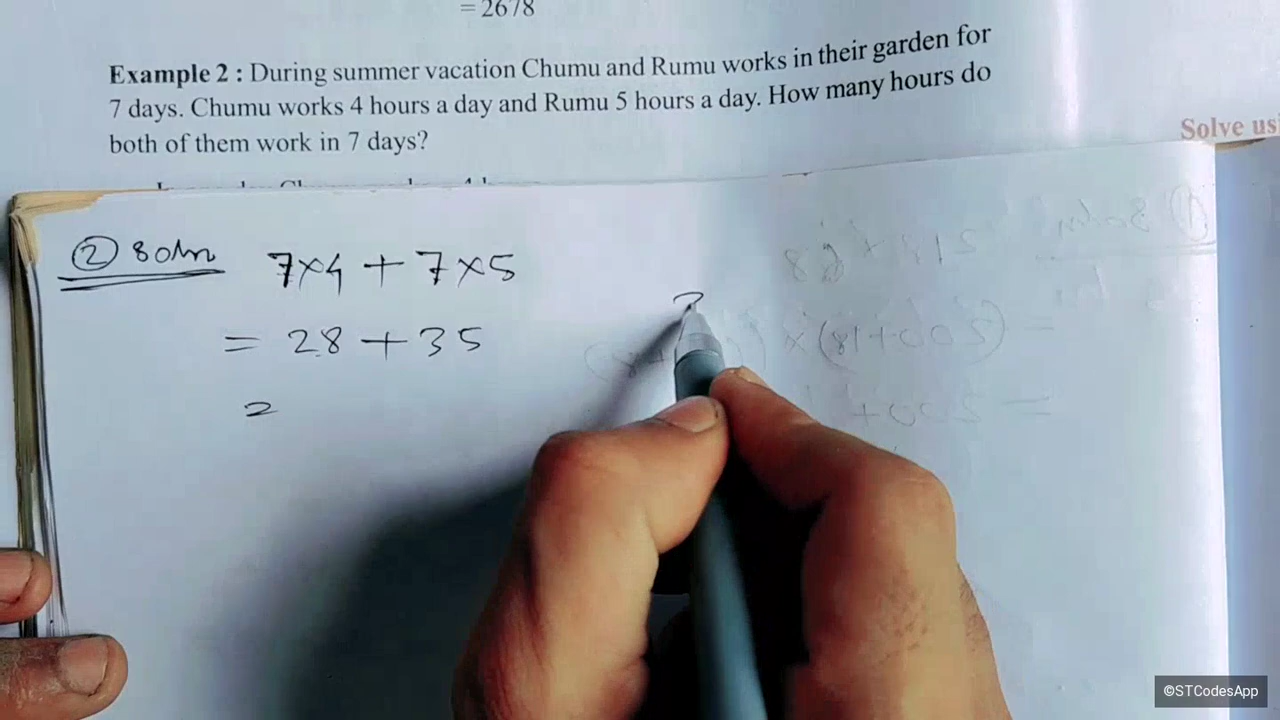 = 2678
Example 2 : During summer vacation Chumu and Rumu works in their garden for
7 days. Chumu works 4 hours a day and Rumu 5 hours a day. How many hours do
both of them work in 7 days?
Solve usi
② Soln 7×4 + 7×5
= 28 + 35
=
©STCodesApp